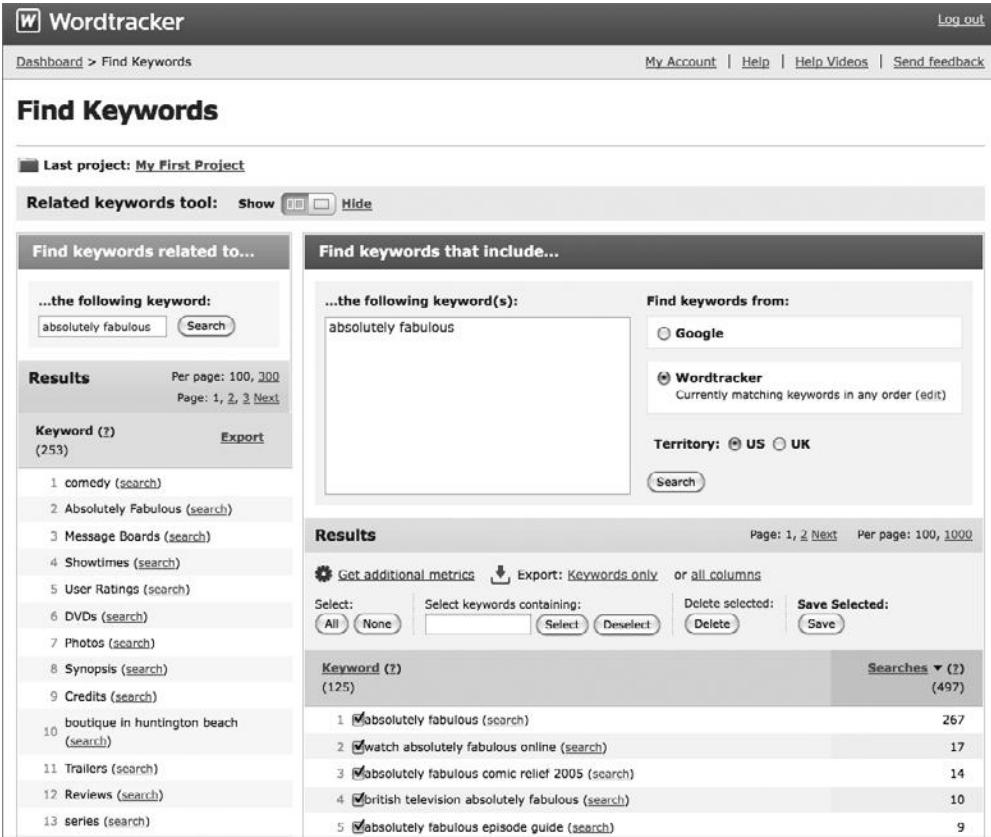 W Wordtracker
Log out
Dashboard > Find Keywords
My Account | Help | Help Videos | Send feedback
Find Keywords
Last project: My First Project
Related keywords tool: Show Hide
Find keywords related to...
...the following keyword:
absolutely fabulous Search
Results Per page: 100, 300
Page: 1, 2, 3 Next
Keyword (?) Export
(253)
1 comedy (search)
2 Absolutely Fabulous (search)
3 Message Boards (search)
4 Showtimes (search)
5 User Ratings (search)
6 DVDs (search)
7 Photos (search)
8 Synopsis (search)
9 Credits (search)
10 boutique in huntington beach
(search)
11 Trailers (search)
12 Reviews (search)
13 series (search)
Find keywords that include...
...the following keyword(s):
absolutely fabulous
Find keywords from:
Google
Wordtracker
Currently matching keywords in any order (edit)
Territory: US UK
Search
Results Page: 1, 2 Next Per page: 100, 1000
Get additional metrics Export: Keywords only or all columns
Select: Select keywords containing: Delete selected: Save Selected:
All None Select Deselect Delete Save
Keyword (?) Searches ▼ (?)
(125) (497)
1 absolutely fabulous (search) 267
2 watch absolutely fabulous online (search) 17
3 absolutely fabulous comic relief 2005 (search) 14
4 british television absolutely fabulous (search) 10
5 absolutely fabulous episode guide (search) 9